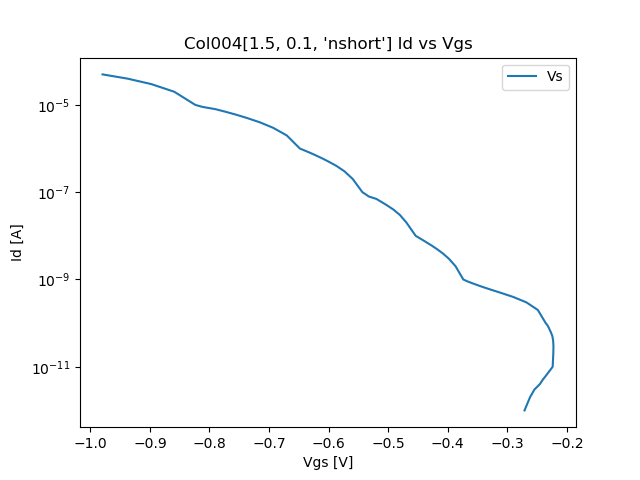 Col004[1.5, 0.1, 'nshort'] Id vs Vgs
Vs
Id [A]
10⁻⁵
10⁻⁷
10⁻⁹
10⁻¹¹
−1.0 −0.9 −0.8 −0.7 −0.6 −0.5 −0.4 −0.3 −0.2
Vgs [V]